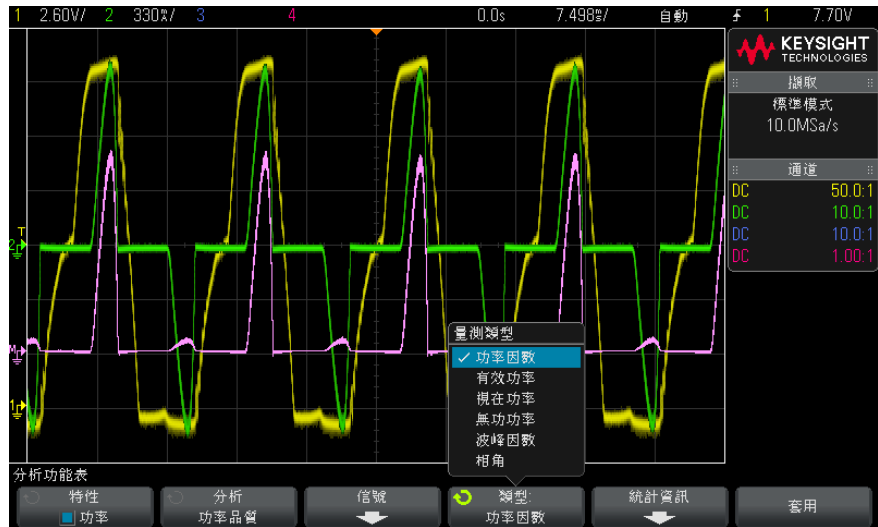 1 2.60V/ 2 330㎷/ 3 4 0.0s 7.498㎳/ 自動 1 7.70V
KEYSIGHT
TECHNOLOGIES
擷取
標準模式
10.0MSa/s
通道
DC 50.0:1
DC 10.0:1
DC 10.0:1
DC 1.00:1
T
2
M
1
量測類型
✓ 功率因數
有效功率
視在功率
無功功率
波峰因數
相角
分析功能表
特性
功率
分析
功率品質
信號
類型:
功率因數
統計資訊
套用